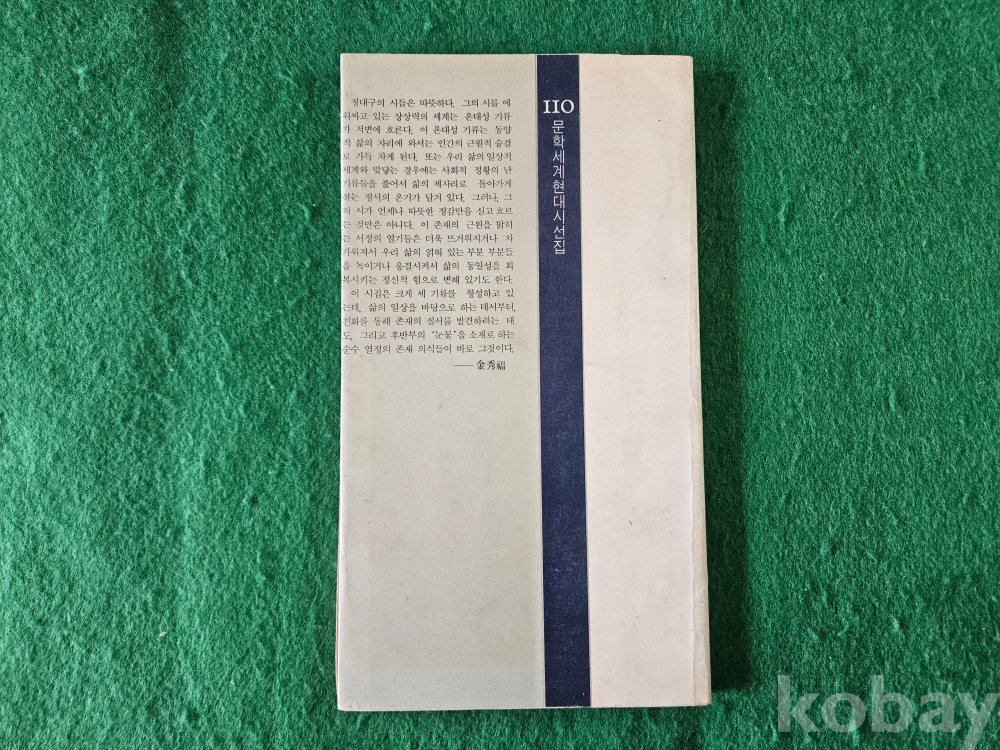 정대구의 시들은 따뜻하다. 그의 시를 에
워싸고 있는 상상력의 세계는 온대성 기류
가 저변에 흐른다. 이 온대성 기류는 동양
적 삶의 자리에 와서는 인간의 근원적 숨결
로 가득 차게 된다. 또는 우리 삶의 일상적
세계와 맞닿는 경우에는 사회적 정황의 난
기류들을 풀어서 삶의 제자리로 돌아가게
하는 정서의 온기가 담겨 있다. 그러나, 그
의 시가 언제나 따뜻한 정감만을 싣고 흐르
는 것만은 아니다. 이 존재의 근원을 밝히
는 서정의 열기들은 더욱 뜨거워지거나 차
가워져서 우리 삶의 얽혀 있는 부분 부분들
을 녹이거나 응결시켜서 삶의 동일성을 회
복시키는 정신적 힘으로 변해 있기도 한다.
이 시집은 크게 세 기류를 형성하고 있
는데, 삶의 일상을 바탕으로 하는 데서부터,
친화를 통해 존재의 질서를 발견하려는 태
도, 그리고 후반부의 '눈꽃'을 소재로 하는
순수 열정의 존재 의식들이 바로 그것이다.
── 金秀福
110
문학세계현대시선집
kobay